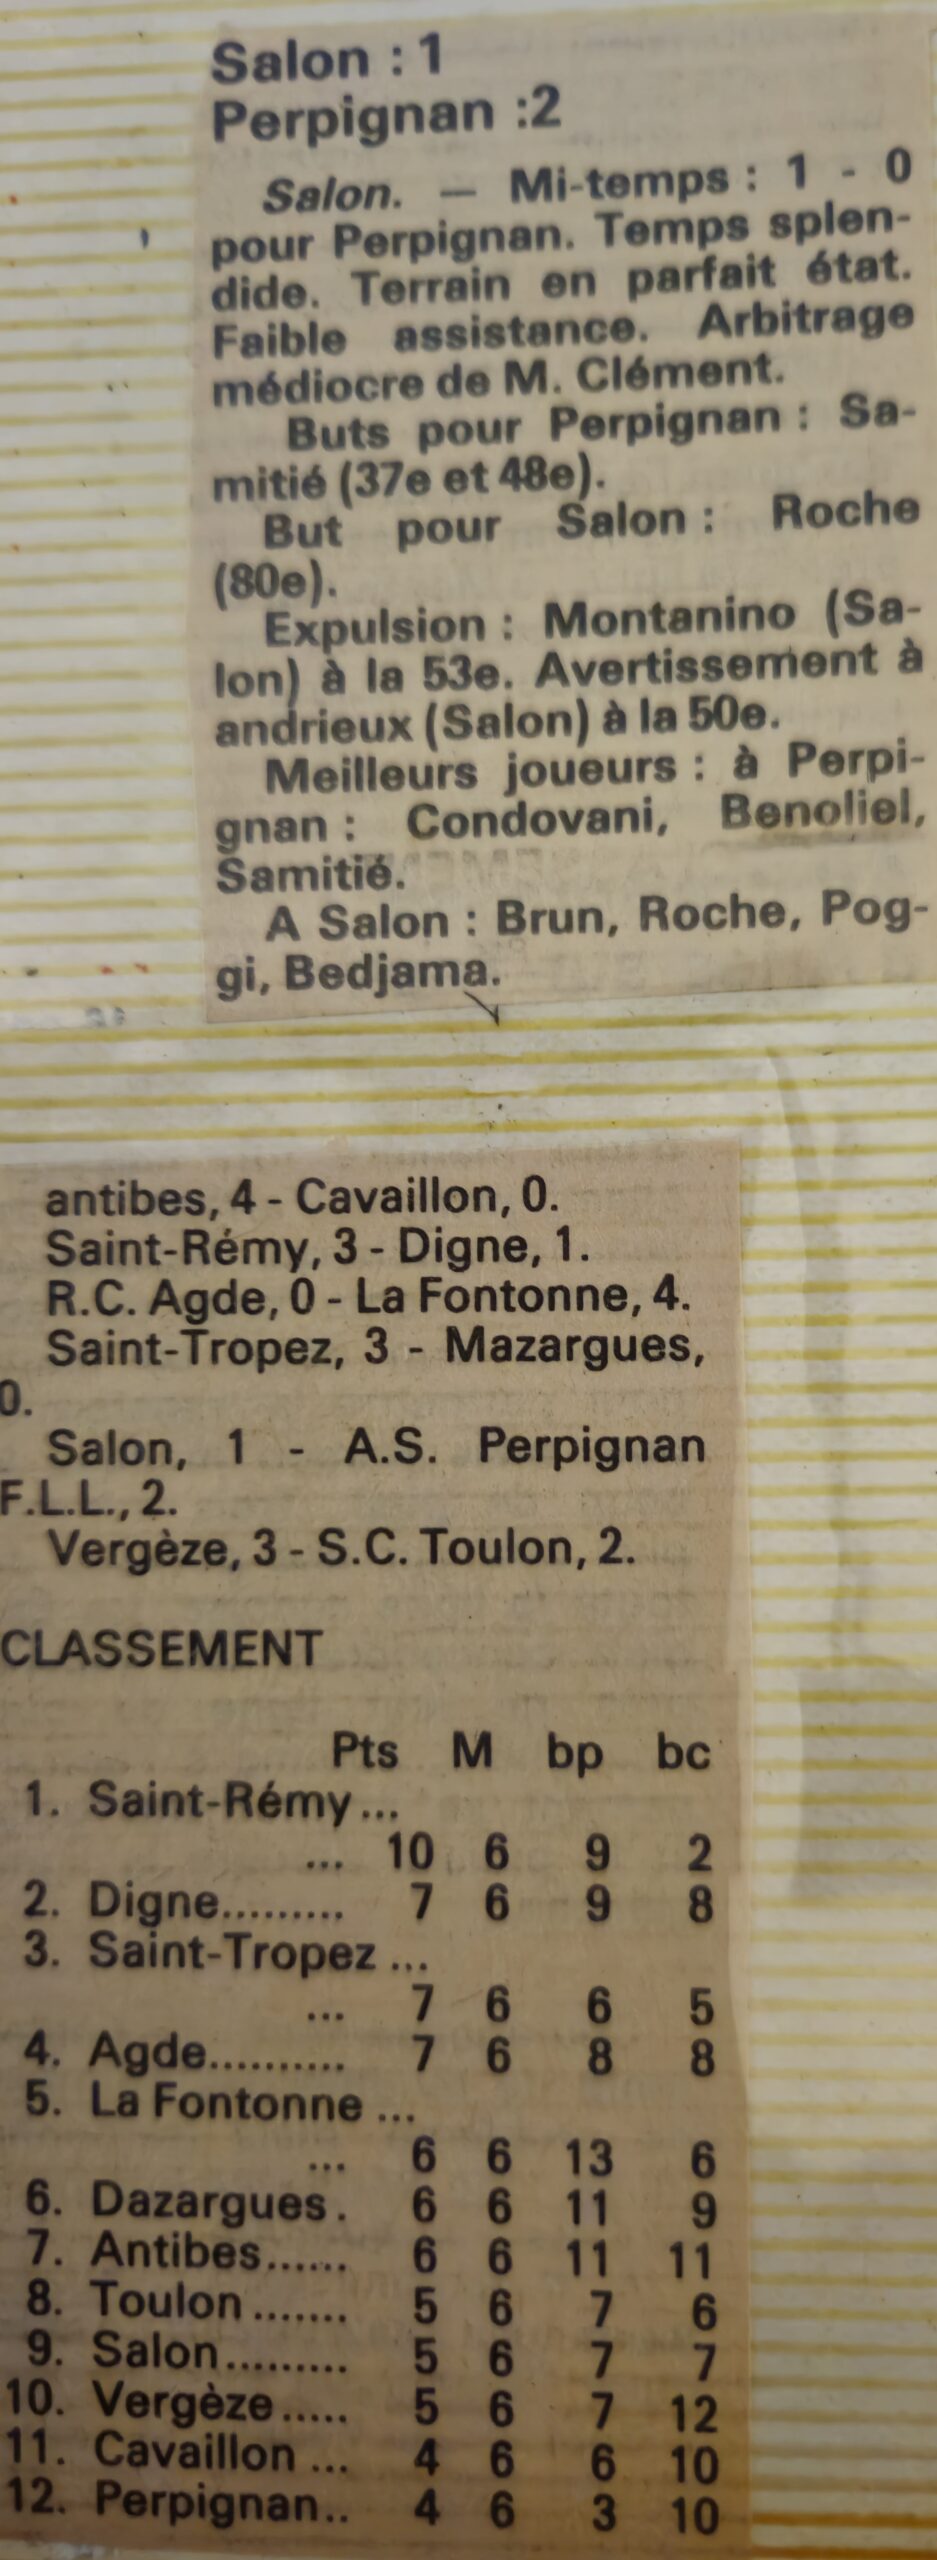 Salon : 1
Perpignan :2
Salon. — Mi-temps : 1 - 0
pour Perpignan. Temps splen-
dide. Terrain en parfait état.
Faible assistance. Arbitrage
médiocre de M. Clément.
Buts pour Perpignan : Sa-
mitié (37e et 48e).
But pour Salon : Roche
(80e).
Expulsion : Montanino (Sa-
lon) à la 53e. Avertissement à
andrieux (Salon) à la 50e.
Meilleurs joueurs : à Perpi-
gnan : Condovani, Benoliel,
Samitié.
A Salon : Brun, Roche, Pog-
gi, Bedjama.
antibes, 4 - Cavaillon, 0.
Saint-Rémy, 3 - Digne, 1.
R.C. Agde, 0 - La Fontonne, 4.
Saint-Tropez, 3 - Mazargues,
0.
Salon, 1 - A.S. Perpignan
F.L.L., 2.
Vergèze, 3 - S.C. Toulon, 2.
CLASSEMENT
Pts M bp bc
1. Saint-Rémy ...
... 10 6 9 2
2. Digne......... 7 6 9 8
3. Saint-Tropez ...
... 7 6 6 5
4. Agde........... 7 6 8 8
5. La Fontonne ...
... 6 6 13 6
6. Dazargues. 6 6 11 9
7. Antibes...... 6 6 11 11
8. Toulon ....... 5 6 7 6
9. Salon......... 5 6 7 7
10. Vergèze ..... 5 6 7 12
11. Cavaillon ... 4 6 6 10
12. Perpignan.. 4 6 3 10